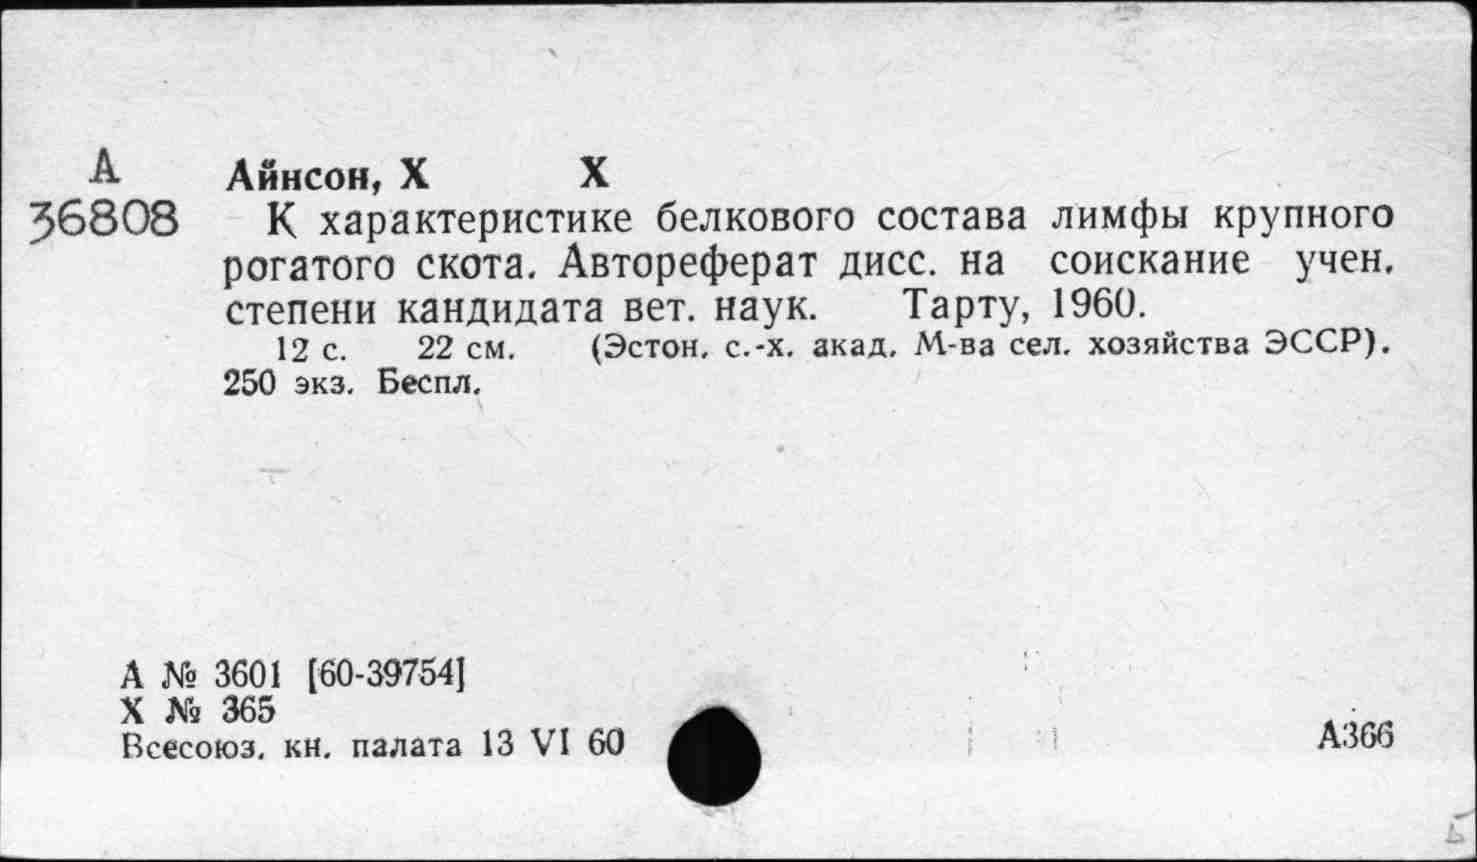 А Айнсон, X X
36808 К характеристике белкового состава лимфы крупного
рогатого скота. Автореферат дисс. на соискание учен.
степени кандидата вет. наук. Тарту, 1960.
12 с. 22 см. (Эстон. с.-х. акад. М-ва сел. хозяйства ЭССР).
250 экз. Беспл.
А № 3601 [60-39754]
X № 365
Всесоюз. кн. палата 13 VI 60
А366